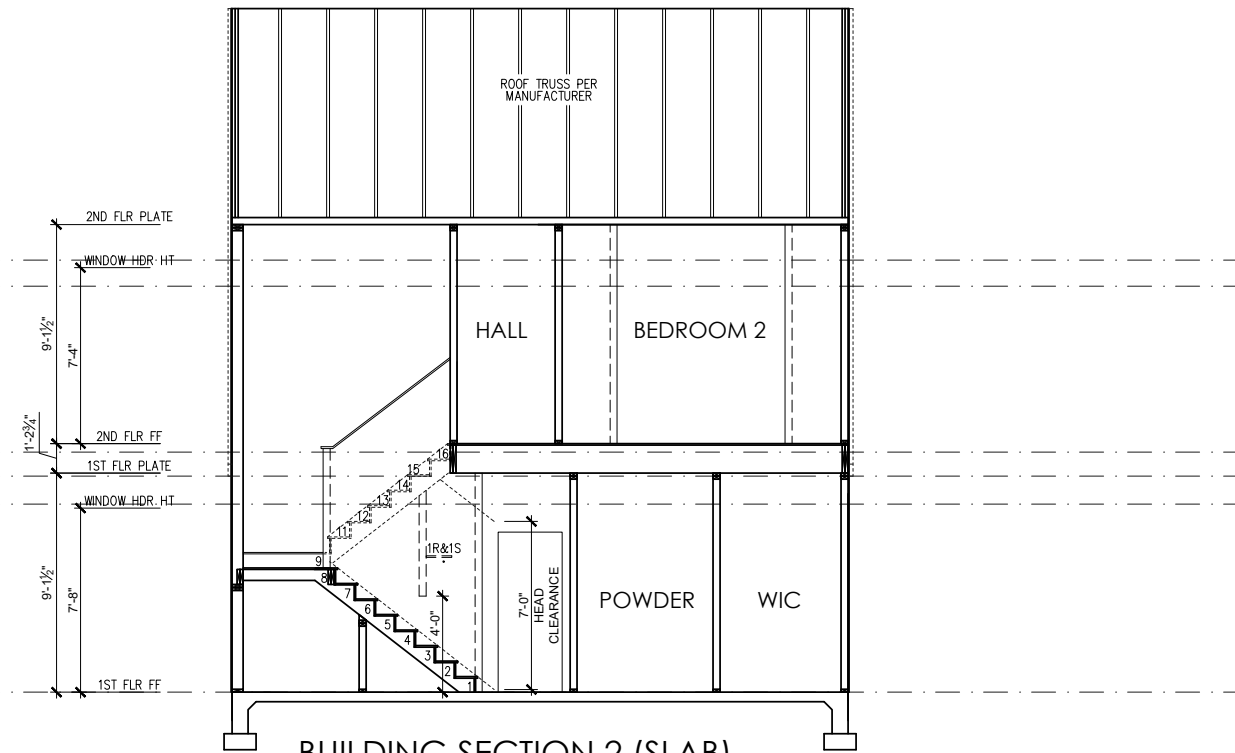 ROOF TRUSS PER
MANUFACTURER
2ND FLR PLATE
WINDOW HDR HT
9'-1½"
7'-4"
HALL
BEDROOM 2
1'-2¾"
2ND FLR FF
1ST FLR PLATE
WINDOW HDR HT
16
15
14
13
12
11
9
8
7
6
5
4
3
2
1
1R&1S
4'-0"
7'-0"
HEAD
CLEARANCE
POWDER
WIC
9'-1½"
7'-8"
1ST FLR FF
BUILDING SECTION 2 (SLAB)